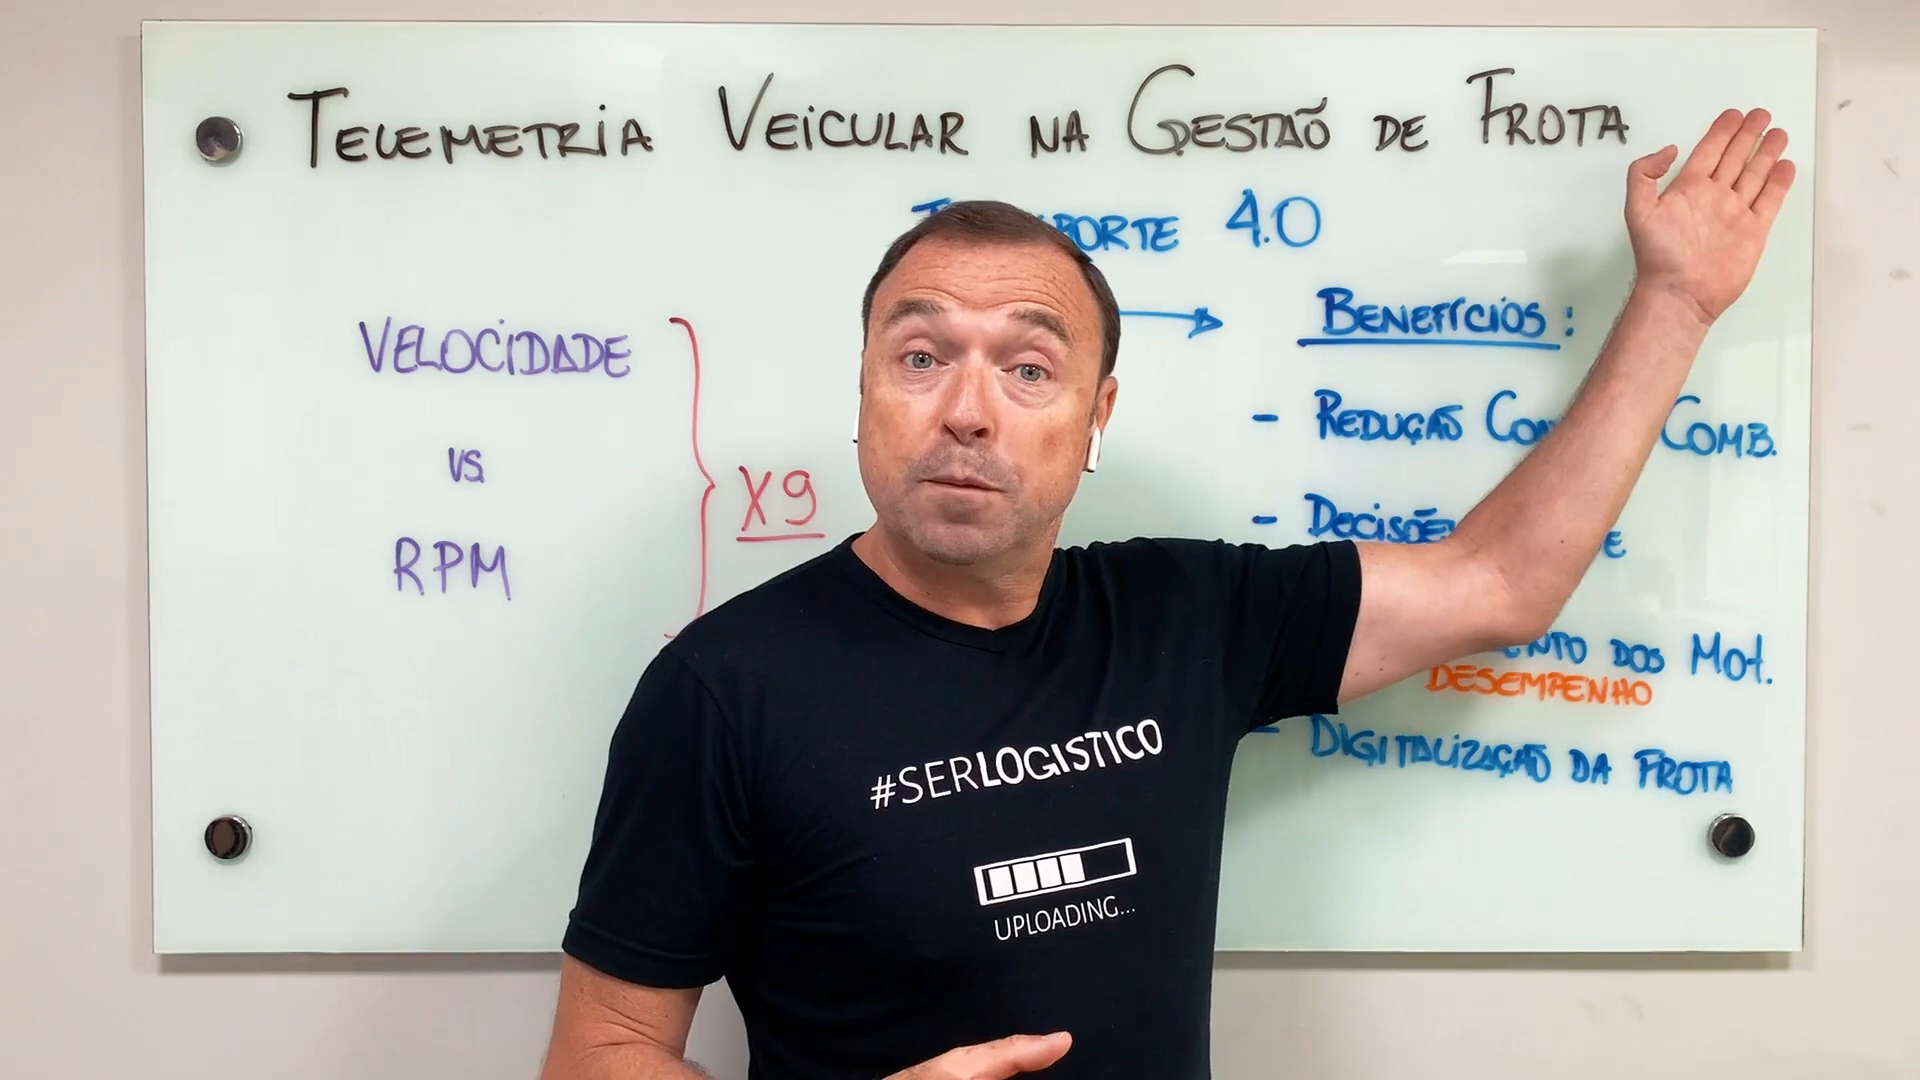 TELEMETRIA VEICULAR NA GESTÃO DE FROTA
4.0
VELOCIDADE
VS.
RPM
X9
BENEFÍCIOS:
- REDUÇÃO COMB.
- DECISÕES
DOS MOT.
DESEMPENHO
- DIGITALIZAÇÃO DA FROTA
#SERLOGISTICO
UPLOADING...